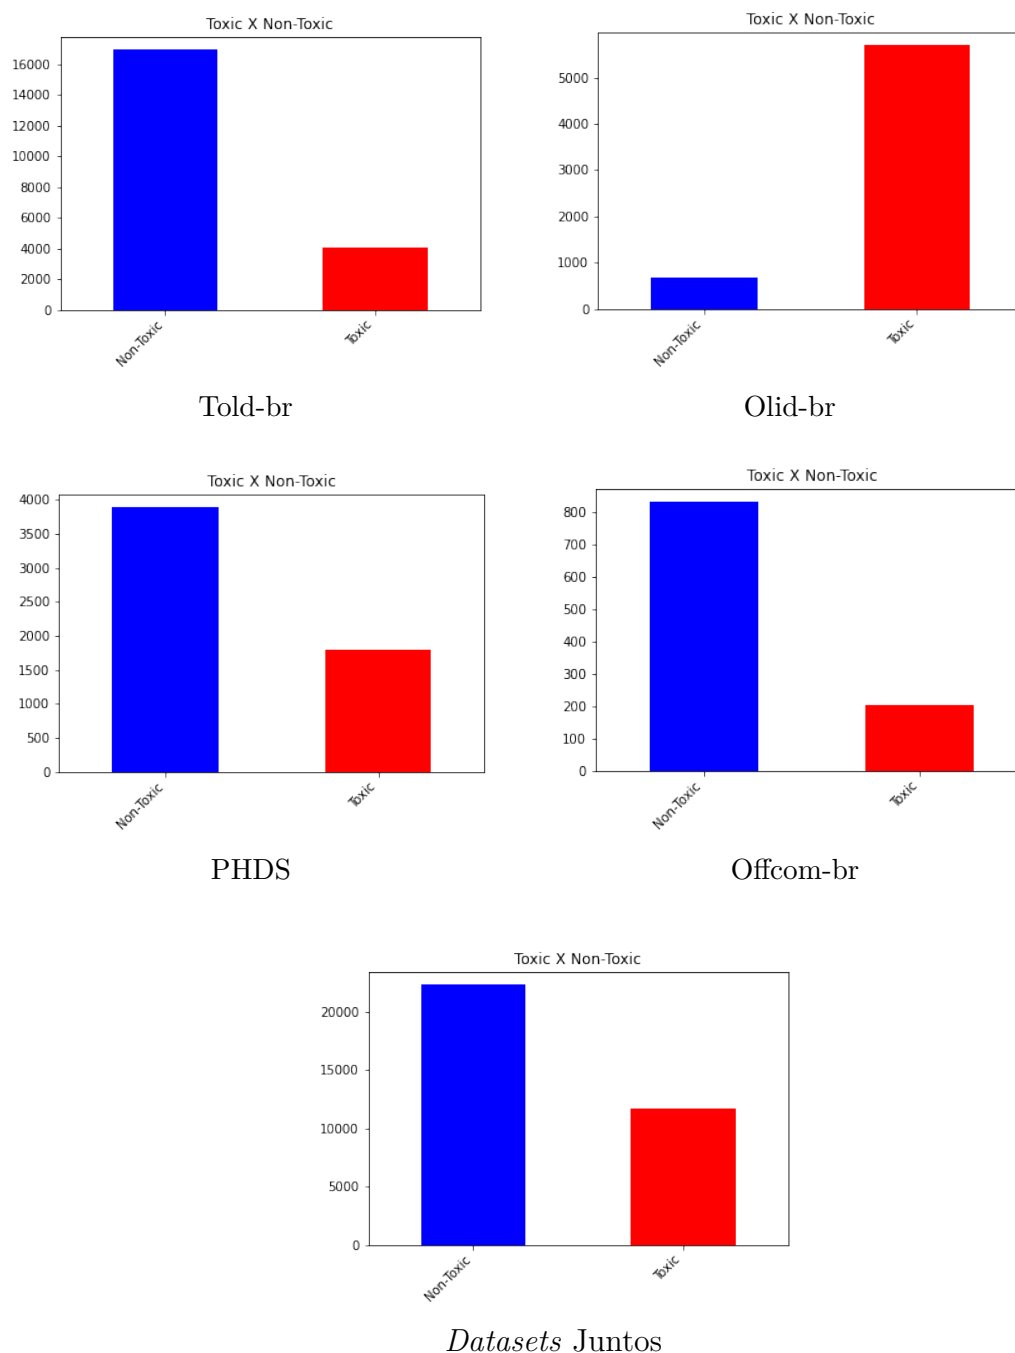 Toxic X Non-Toxic
16000
14000
12000
10000
8000
6000
4000
2000
0
Non-Toxic
Toxic
Told-br
Toxic X Non-Toxic
5000
4000
3000
2000
1000
0
Non-Toxic
Toxic
Olid-br
Toxic X Non-Toxic
4000
3500
3000
2500
2000
1500
1000
500
0
Non-Toxic
Toxic
PHDS
Toxic X Non-Toxic
800
700
600
500
400
300
200
100
0
Non-Toxic
Toxic
Offcom-br
Toxic X Non-Toxic
20000
15000
10000
5000
0
Non-Toxic
Toxic
Datasets Juntos